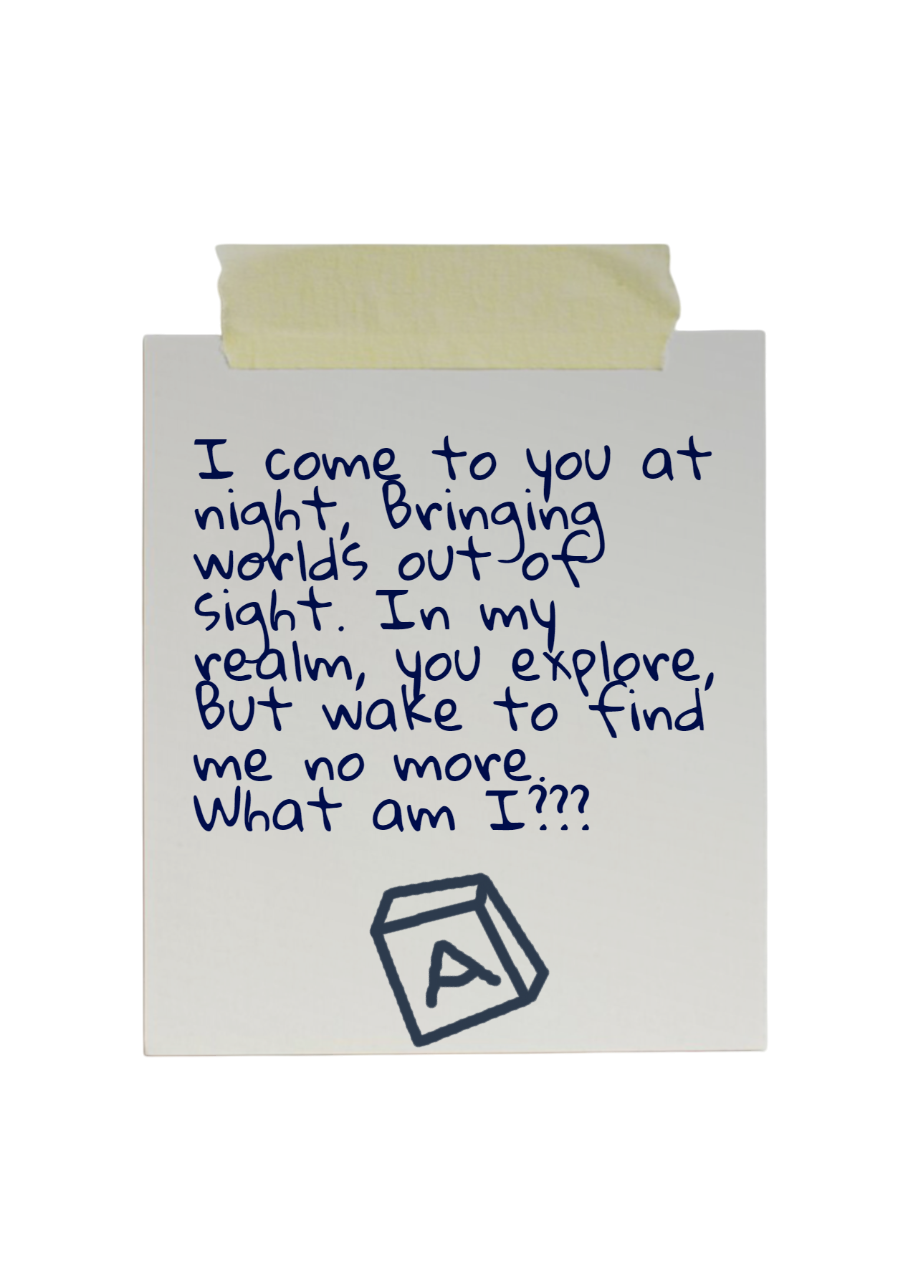 I come to you at
night, Bringing
worlds out of
sight. In my
realm, you explore,
But wake to find
me no more.
What am I???
A